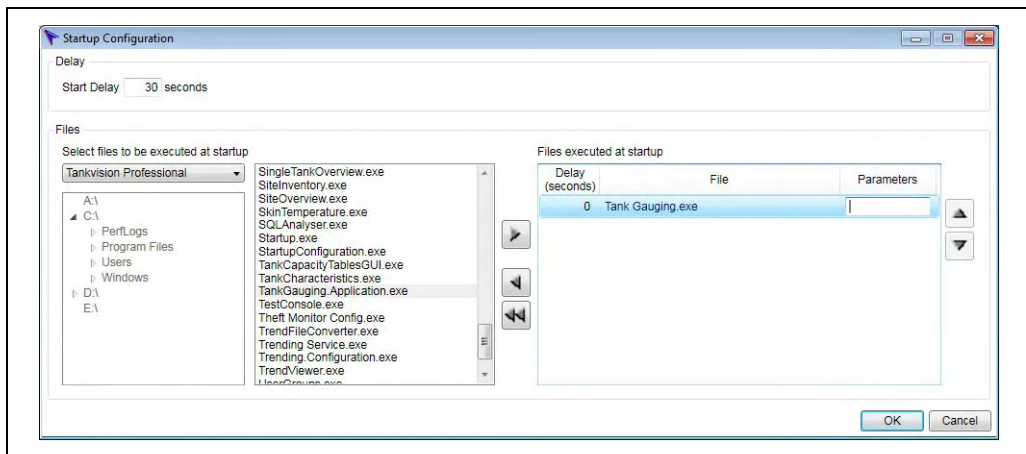 Startup Configuration
Delay
Start Delay 30 seconds
Files
Select files to be executed at startup
Tankvision Professional
A:\
C:\
PerfLogs
Program Files
Users
Windows
D:\
E:\
SingleTankOverview.exe
SiteInventory.exe
SiteOverview.exe
SkinTemperature.exe
SQLAnalyser.exe
Startup.exe
StartupConfiguration.exe
TankCapacityTablesGUI.exe
TankCharacteristics.exe
TankGauging.Application.exe
TestConsole.exe
Theft Monitor Config.exe
TrendFileConverter.exe
Trending Service.exe
Trending.Configuration.exe
TrendViewer.exe
UserGroups.exe
Files executed at startup
Delay (seconds) File Parameters
0 Tank Gauging.exe
OK Cancel